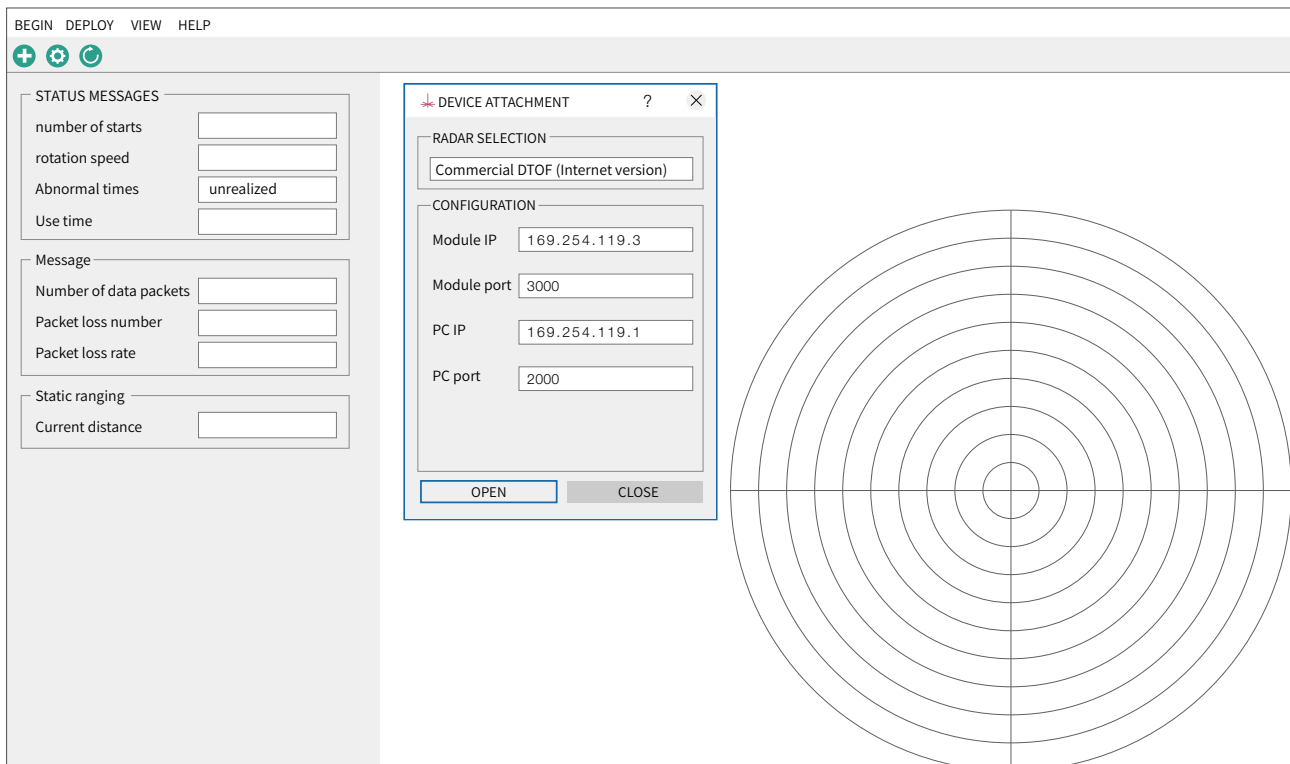 BEGIN DEPLOY VIEW HELP
STATUS MESSAGES
number of starts
rotation speed
Abnormal times unrealized
Use time
Message
Number of data packets
Packet loss number
Packet loss rate
Static ranging
Current distance
DEVICE ATTACHMENT ?
RADAR SELECTION
Commercial DTOF (Internet version)
CONFIGURATION
Module IP 169.254.119.3
Module port 3000
PC IP 169.254.119.1
PC port 2000
OPEN CLOSE